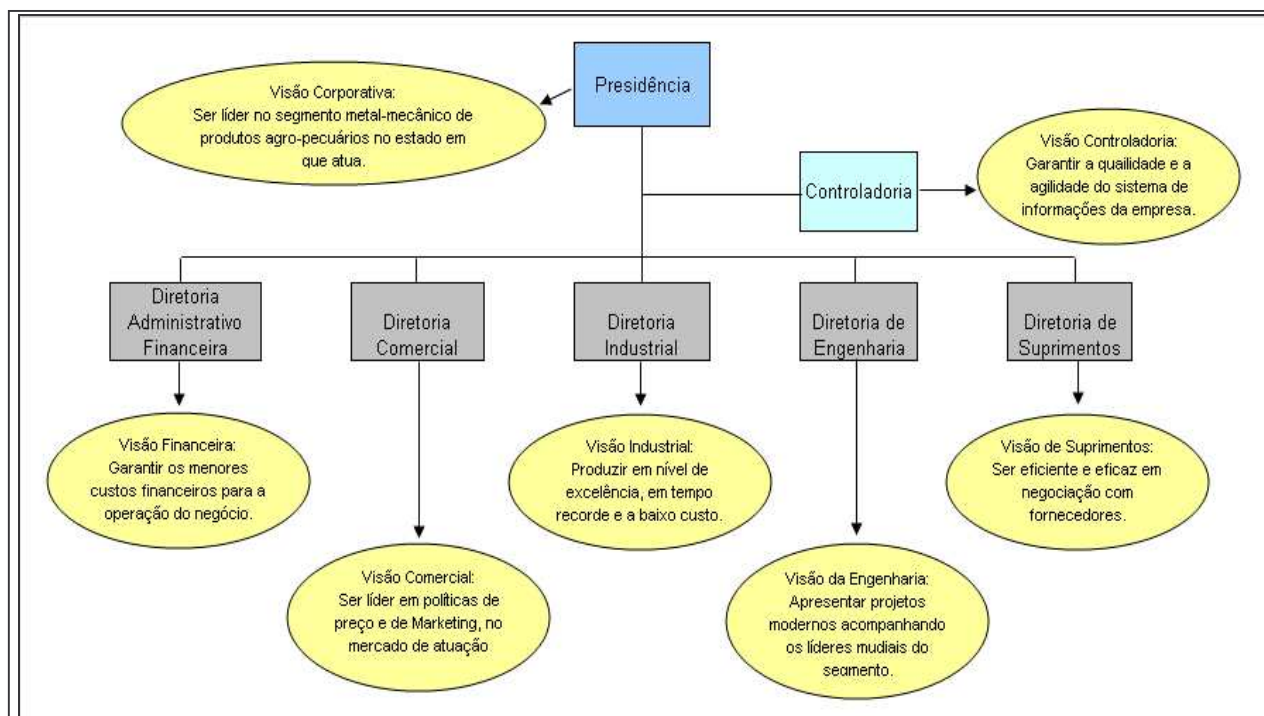 Presidência
Visão Corporativa:
Ser líder no segmento metal-mecânico de
produtos agro-pecuários no estado em
que atua.
Controladoria
Visão Controladoria:
Garantir a quailidade e a
agilidade do sistema de
informações da empresa.
Diretoria
Administrativo
Financeira
Diretoria
Comercial
Diretoria
Industrial
Diretoria de
Engenharia
Diretoria de
Suprimentos
Visão Financeira:
Garantir os menores
custos financeiros para a
operação do negócio.
Visão Industrial:
Produzir em nível de
excelência, em tempo
recorde e a baixo custo.
Visão de Suprimentos:
Ser eficiente e eficaz em
negociação com
fornecedores.
Visão Comercial:
Ser líder em políticas de
preço e de Marketing, no
mercado de atuação
Visão da Engenharia:
Apresentar projetos
modernos acompanhando
os líderes mudiais do
segmento.